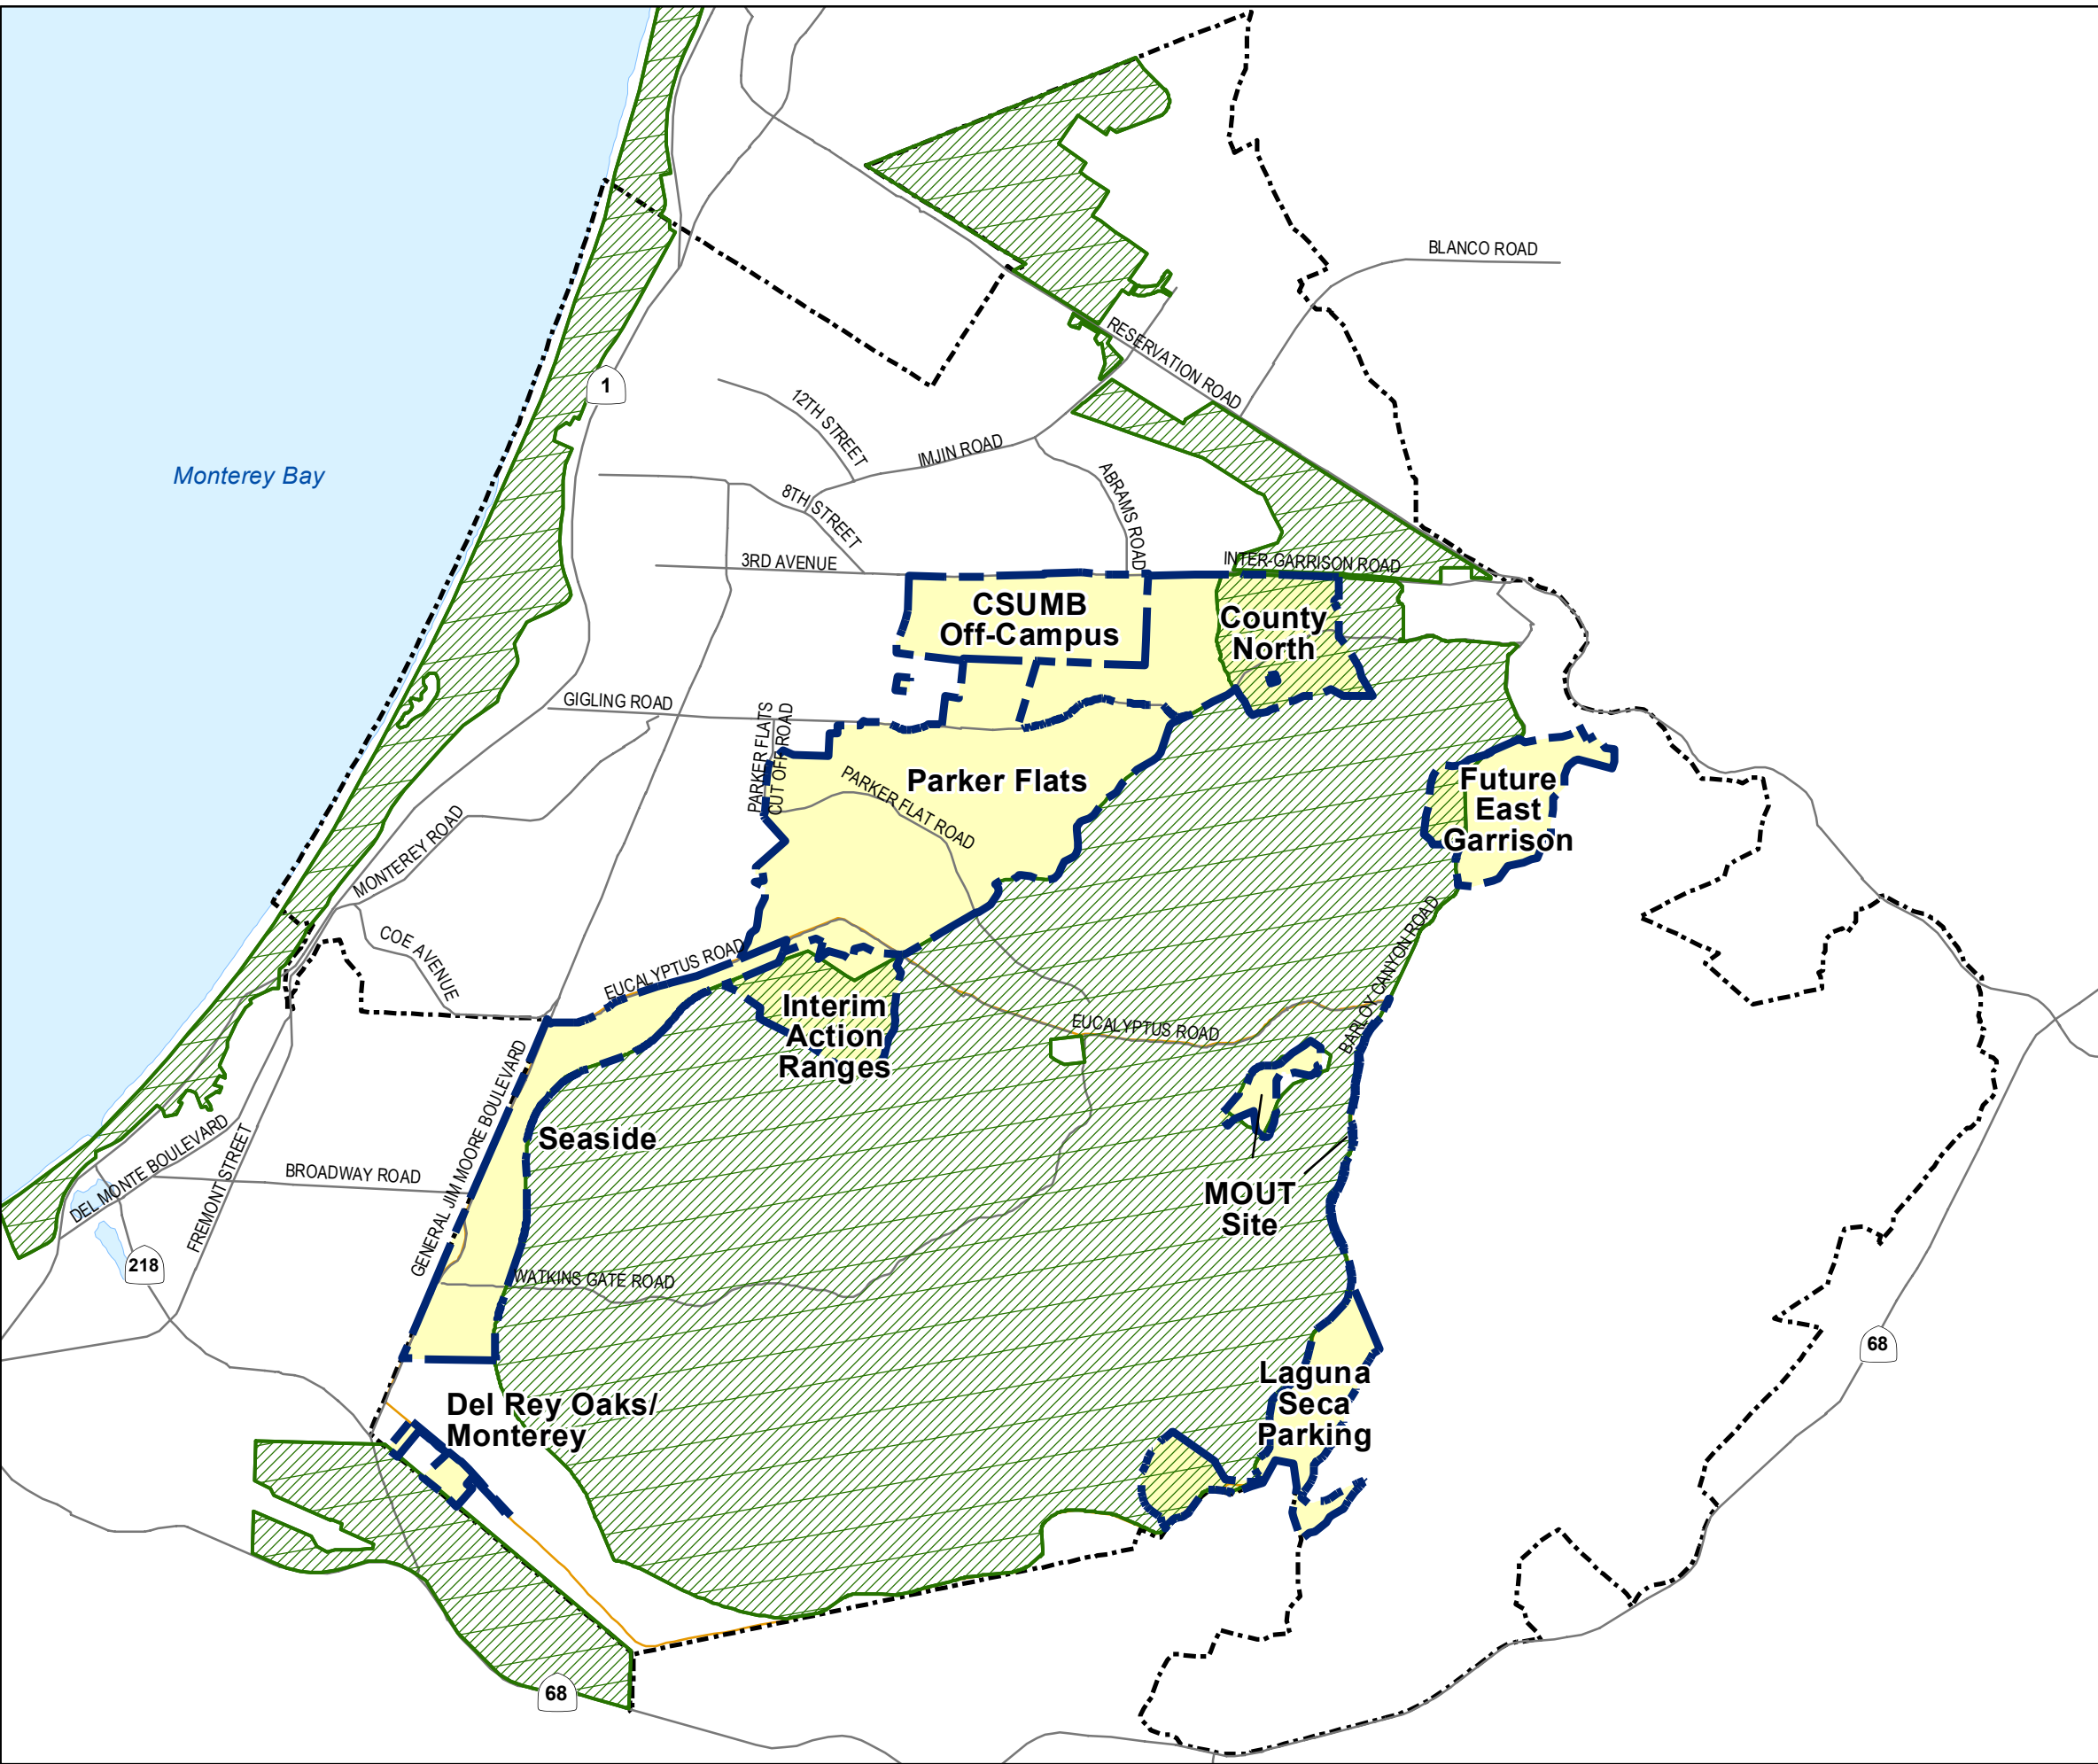 BLANCO ROAD
RESERVATION ROAD
1
12TH STREET
IMJIN ROAD
Monterey Bay
ABRAMS ROAD
8TH STREET
3RD AVENUE
INTER-GARRISON ROAD
CSUMB
Off-Campus
County
North
GIGLING ROAD
PARKER FLATS
CUT OFF ROAD
Parker Flats
PARKER FLAT ROAD
Future
East
Garrison
MONTEREY ROAD
COE AVENUE
EUCALYPTUS ROAD
BARLOY CANYON ROAD
Interim
Action
Ranges
EUCALYPTUS ROAD
GENERAL JIM MOORE BOULEVARD
Seaside
DEL MONTE BOULEVARD
FREMONT STREET
BROADWAY ROAD
MOUT
Site
218
WATKINS GATE ROAD
68
Laguna
Seca
Parking
Del Rey Oaks/
Monterey
68